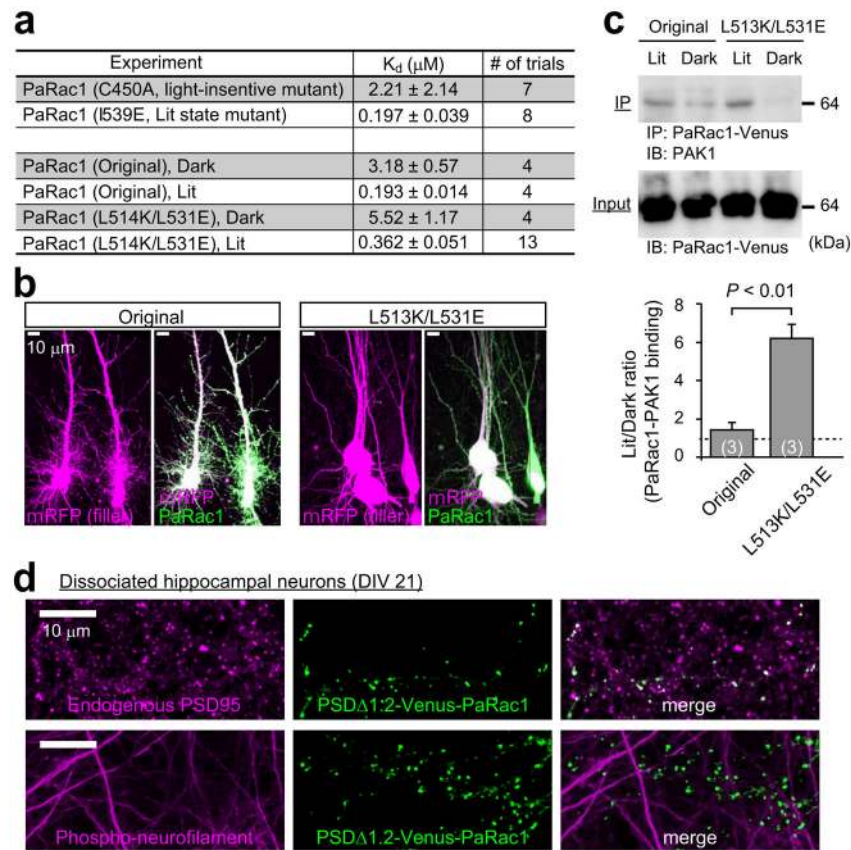 a
Experiment K_d (μM) # of trials
PaRac1 (C450A, light-insentive mutant) 2.21 ± 2.14 7
PaRac1 (I539E, Lit state mutant) 0.197 ± 0.039 8
PaRac1 (Original), Dark 3.18 ± 0.57 4
PaRac1 (Original), Lit 0.193 ± 0.014 4
PaRac1 (L514K/L531E), Dark 5.52 ± 1.17 4
PaRac1 (L514K/L531E), Lit 0.362 ± 0.051 13
b
Original
10 μm
mRFP (filler)
mRFP
PaRac1
L513K/L531E
mRFP (filler)
mRFP
PaRac1
c
Original L513K/L531E
Lit Dark Lit Dark
IP
64
IP: PaRac1-Venus
IB: PAK1
Input
64
IB: PaRac1-Venus
(kDa)
P < 0.01
Lit/Dark ratio
(PaRac1-PAK1 binding)
8
6
4
2
0
(3)
(3)
Original
L513K/L531E
d
Dissociated hippocampal neurons (DIV 21)
10 μm
Endogenous PSD95
PSDΔ1.2-Venus-PaRac1
merge
Phospho-neurofilament
PSDΔ1.2-Venus-PaRac1
merge